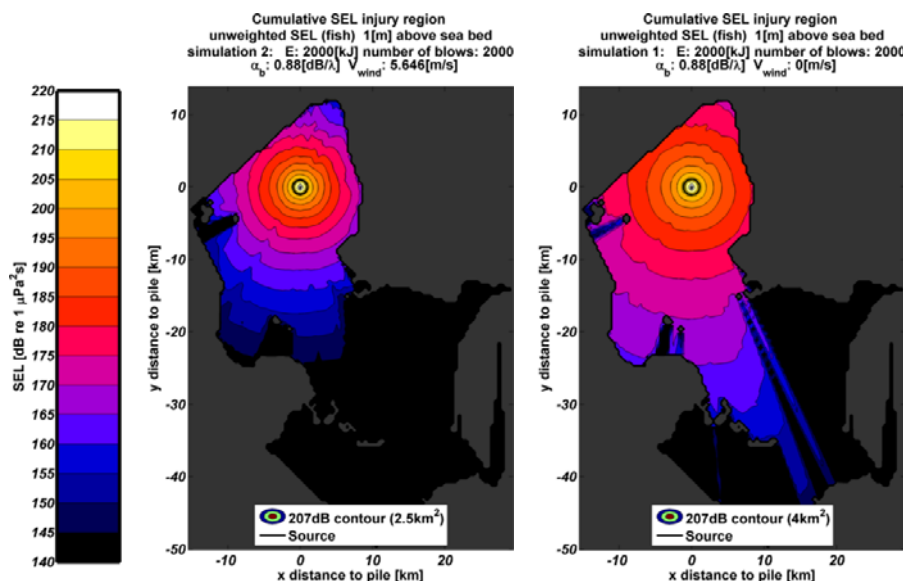 Cumulative SEL injury region
unweighted SEL (fish) 1[m] above sea bed
simulation 2: E: 2000[kJ] number of blows: 2000
α_b: 0.88[dB/λ] V_wind: 5.646[m/s]
Cumulative SEL injury region
unweighted SEL (fish) 1[m] above sea bed
simulation 1: E: 2000[kJ] number of blows: 2000
α_b: 0.88[dB/λ] V_wind: 0[m/s]
SEL [dB re 1 μPa²s]
220
215
210
205
200
195
190
185
180
175
170
165
160
155
150
145
140
y distance to pile [km]
10
0
-10
-20
-30
-40
-50
-10
0
10
20
x distance to pile [km]
207dB contour (2.5km²)
Source
y distance to pile [km]
10
0
-10
-20
-30
-40
-50
-10
0
10
20
x distance to pile [km]
207dB contour (4km²)
Source